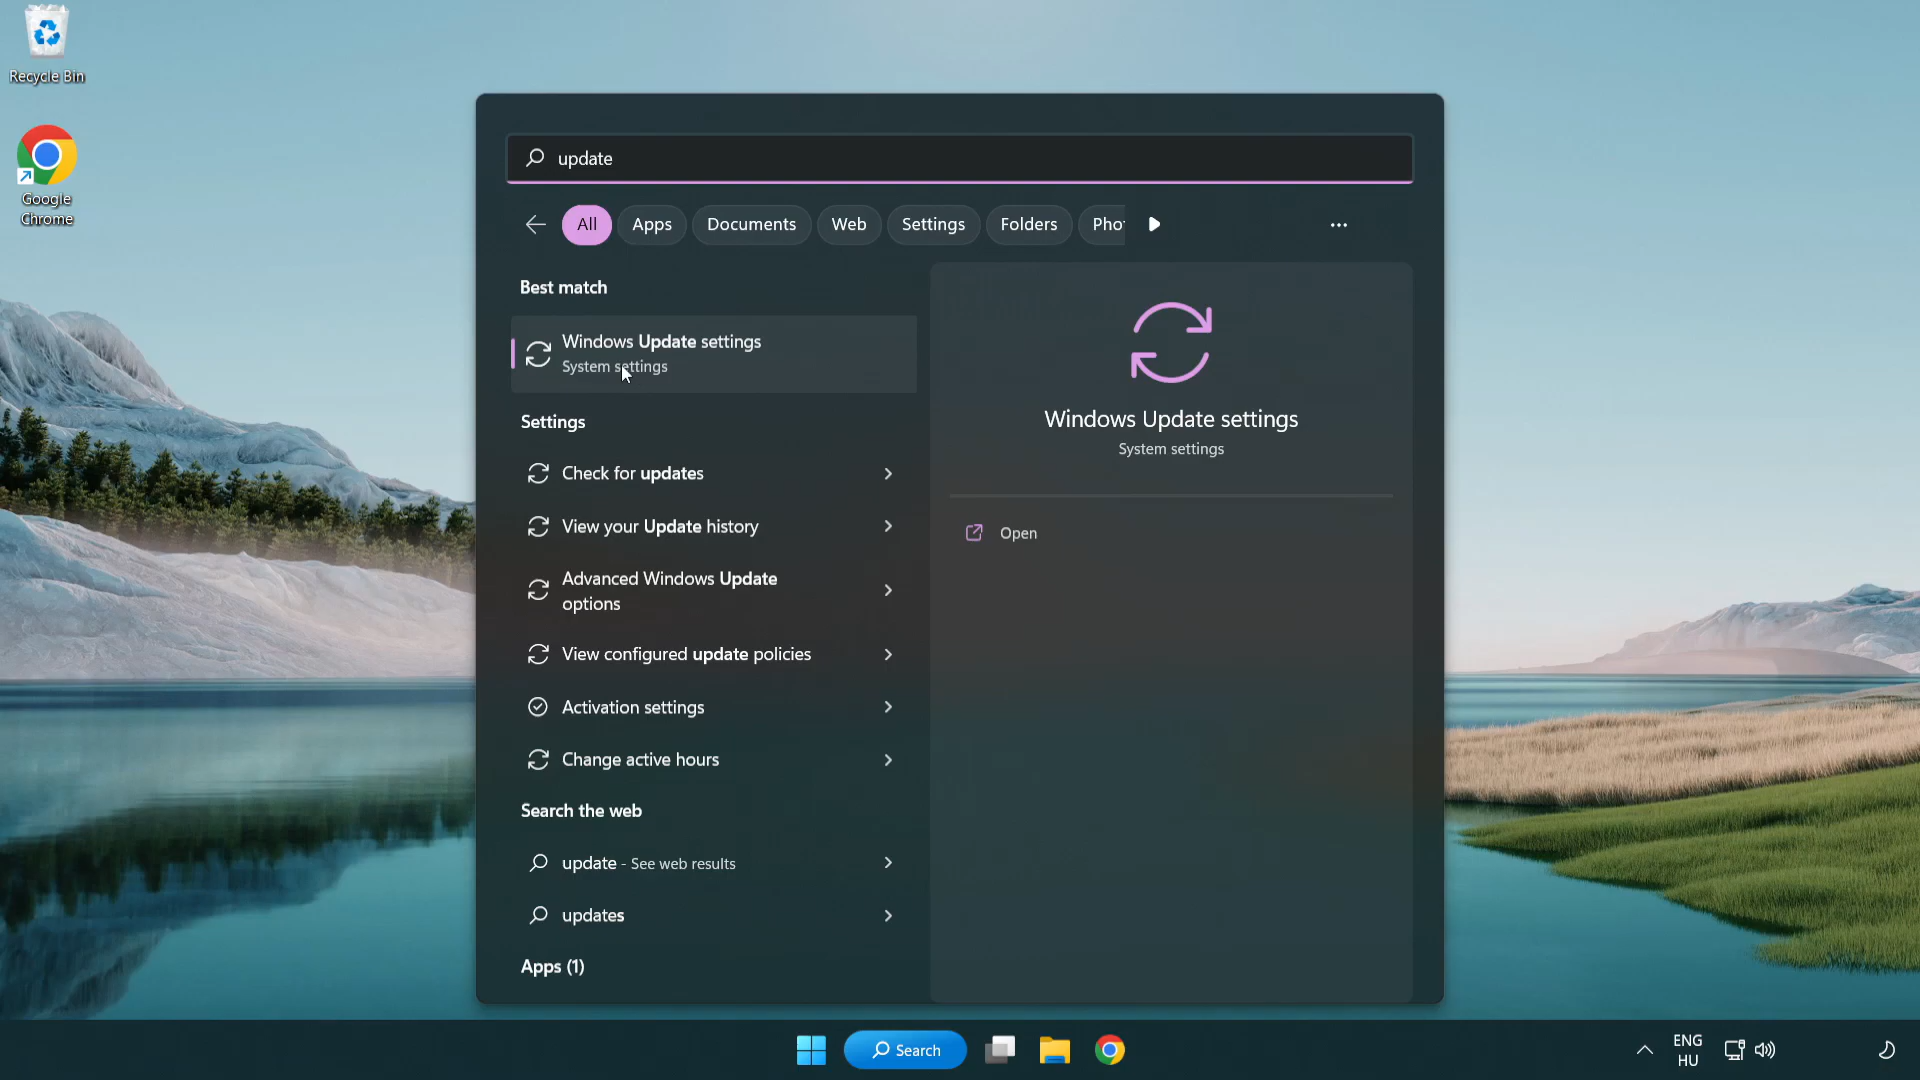 Recycle Bin
Google
Chrome
update
All
Apps
Documents
Web
Settings
Folders
Best match
Windows Update settings
System settings
Settings
Check for updates
View your Update history
Advanced Windows Update
options
View configured update policies
Activation settings
Change active hours
Search the web
update - See web results
updates
Apps (1)
Windows Update settings
System settings
Open
Search
ENG
HU